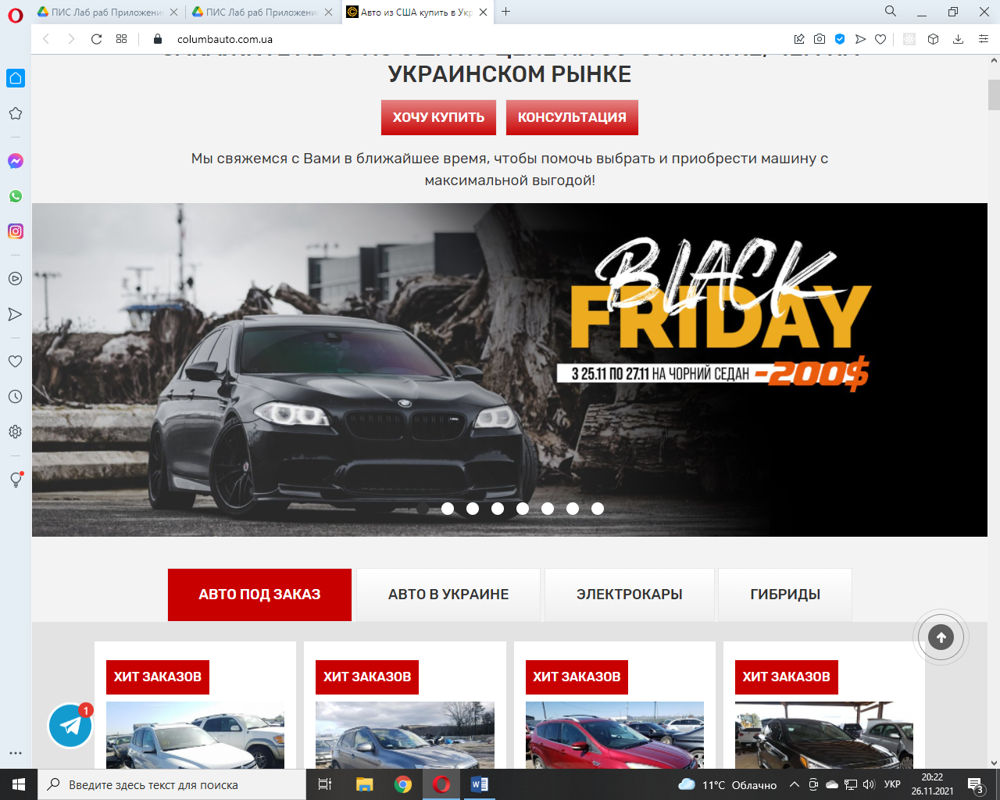 ПИС Лаб раб Приложение
ПИС Лаб раб Приложение
Авто из США купить в Укр
columbauto.com.ua
УКРАИНСКОМ РЫНКЕ
ХОЧУ КУПИТЬ
КОНСУЛЬТАЦИЯ
Мы свяжемся с Вами в ближайшее время, чтобы помочь выбрать и приобрести машину с
максимальной выгодой!
BLACK
FRIDAY
З 25.11 ПО 27.11 НА ЧОРНИЙ СЕДАН -200$
АВТО ПОД ЗАКАЗ
АВТО В УКРАИНЕ
ЭЛЕКТРОКАРЫ
ГИБРИДЫ
ХИТ ЗАКАЗОВ
ХИТ ЗАКАЗОВ
ХИТ ЗАКАЗОВ
ХИТ ЗАКАЗОВ
1
Введите здесь текст для поиска
11°C Облачно
УКР
20:22
26.11.2021
3